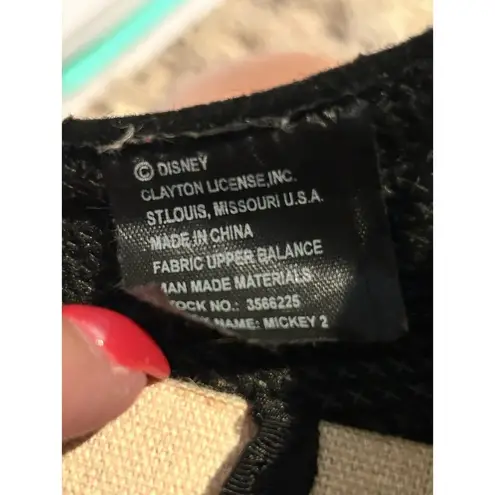 © DISNEY
CLAYTON LICENSE,INC.
ST.LOUIS, MISSOURI U.S.A.
MADE IN CHINA
FABRIC UPPER BALANCE
MAN MADE MATERIALS
TOCK NO.: 3566225
NAME: MICKEY 2